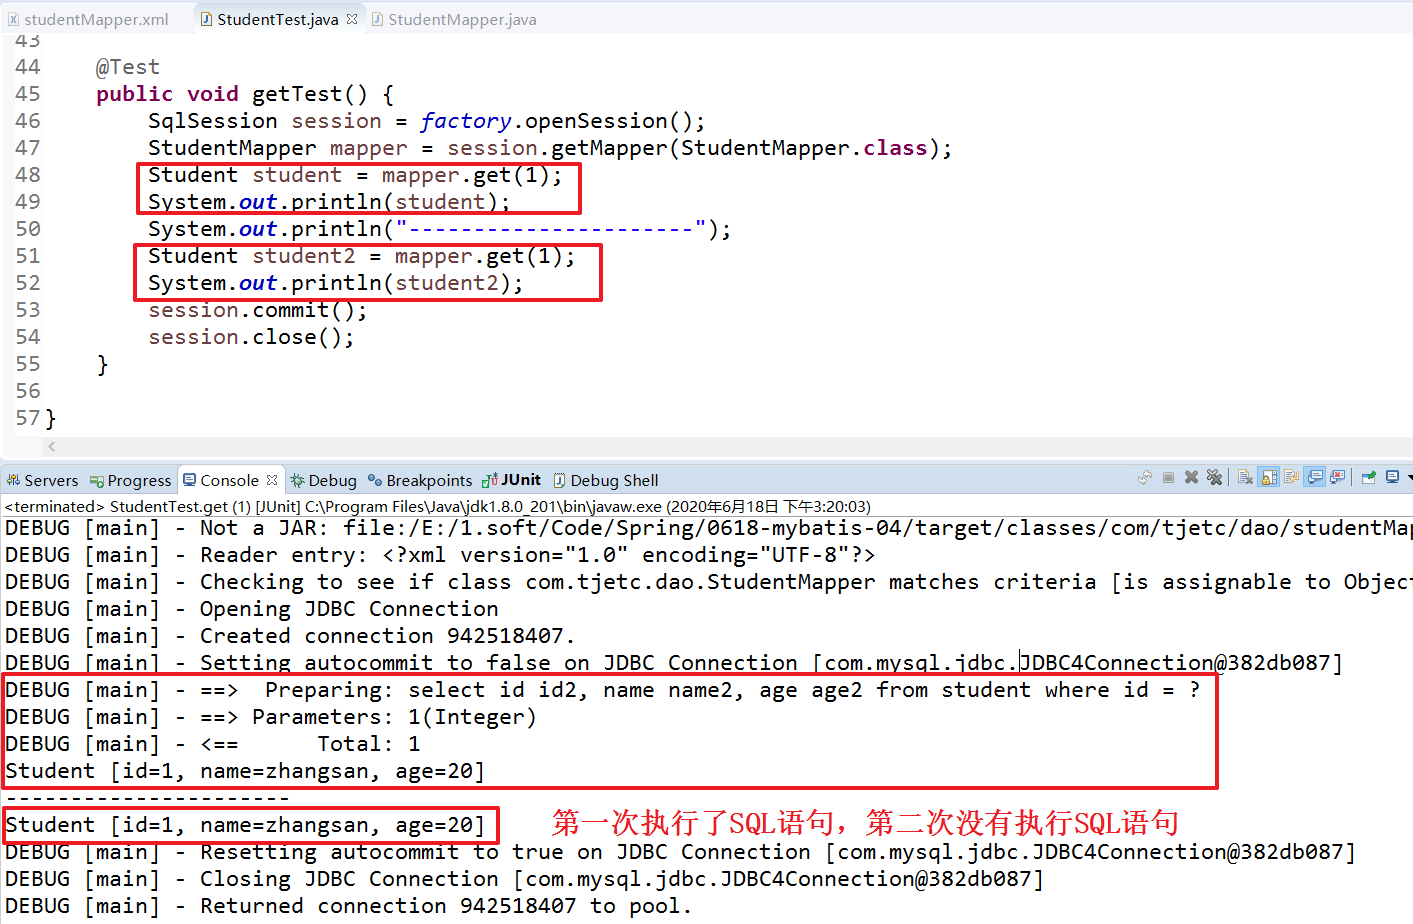 studentMapper.xml StudentTest.java StudentMapper.java
43
44 @Test
45 public void getTest() {
46 SqlSession session = factory.openSession();
47 StudentMapper mapper = session.getMapper(StudentMapper.class);
48 Student student = mapper.get(1);
49 System.out.println(student);
50 System.out.println("----------------------");
51 Student student2 = mapper.get(1);
52 System.out.println(student2);
53 session.commit();
54 session.close();
55 }
56
57 }
Servers Progress Console Debug Breakpoints JUnit Debug Shell
<terminated> StudentTest.get (1) [JUnit] C:\Program Files\Java\jdk1.8.0_201\bin\javaw.exe (2020年6月18日 下午3:20:03)
DEBUG [main] - Not a JAR: file:/E:/1.soft/Code/Spring/0618-mybatis-04/target/classes/com/tjetc/dao/studentMap
DEBUG [main] - Reader entry: <?xml version="1.0" encoding="UTF-8"?>
DEBUG [main] - Checking to see if class com.tjetc.dao.StudentMapper matches criteria [is assignable to Object
DEBUG [main] - Opening JDBC Connection
DEBUG [main] - Created connection 942518407.
DEBUG [main] - Setting autocommit to false on JDBC Connection [com.mysql.jdbc.JDBC4Connection@382db087]
DEBUG [main] - ==>  Preparing: select id id2, name name2, age age2 from student where id = ?
DEBUG [main] - ==> Parameters: 1(Integer)
DEBUG [main] - <==      Total: 1
Student [id=1, name=zhangsan, age=20]
----------------------
Student [id=1, name=zhangsan, age=20] 第一次执行了SQL语句，第二次没有执行SQL语句
DEBUG [main] - Resetting autocommit to true on JDBC Connection [com.mysql.jdbc.JDBC4Connection@382db087]
DEBUG [main] - Closing JDBC Connection [com.mysql.jdbc.JDBC4Connection@382db087]
DEBUG [main] - Returned connection 942518407 to pool.